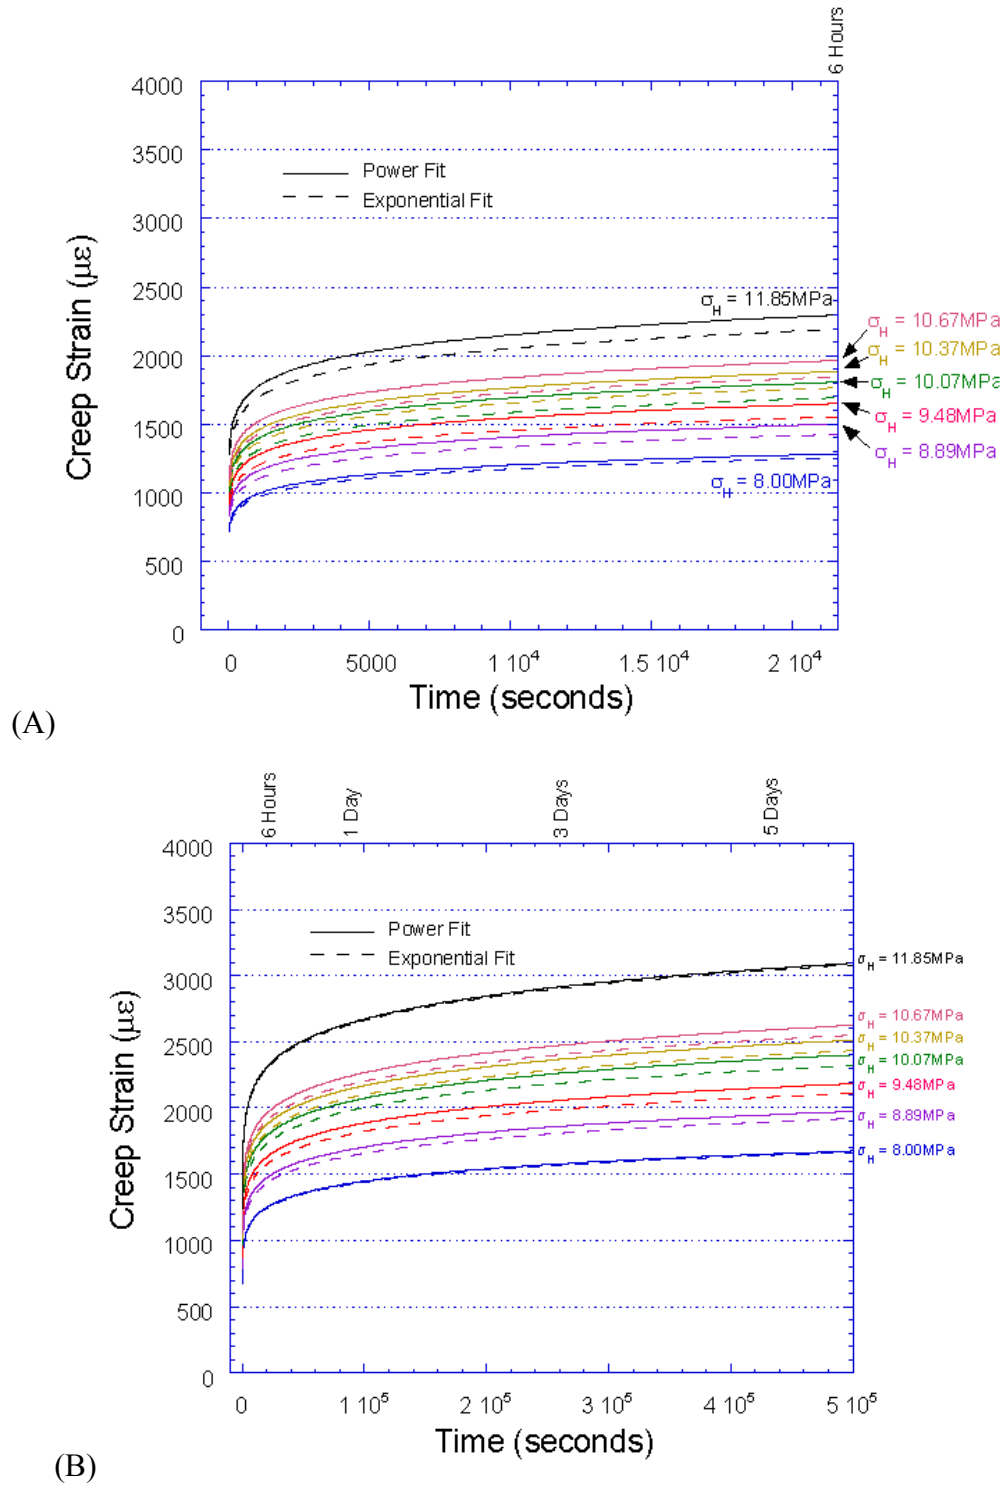 6 Hours
4000
3500
3000
2500
2000
1500
1000
500
0
Creep Strain (με)
Power Fit
Exponential Fit
σH = 11.85MPa
σH = 10.67MPa
σH = 10.37MPa
σH = 10.07MPa
σH = 9.48MPa
σH = 8.89MPa
σH = 8.00MPa
0 5000 1 10⁴ 1.5 10⁴ 2 10⁴
Time (seconds)
(A)
6 Hours 1 Day 3 Days 5 Days
4000
3500
3000
2500
2000
1500
1000
500
0
Creep Strain (με)
Power Fit
Exponential Fit
σH = 11.85MPa
σH = 10.67MPa
σH = 10.37MPa
σH = 10.07MPa
σH = 9.48MPa
σH = 8.89MPa
σH = 8.00MPa
0 1 10⁵ 2 10⁵ 3 10⁵ 4 10⁵ 5 10⁵
Time (seconds)
(B)